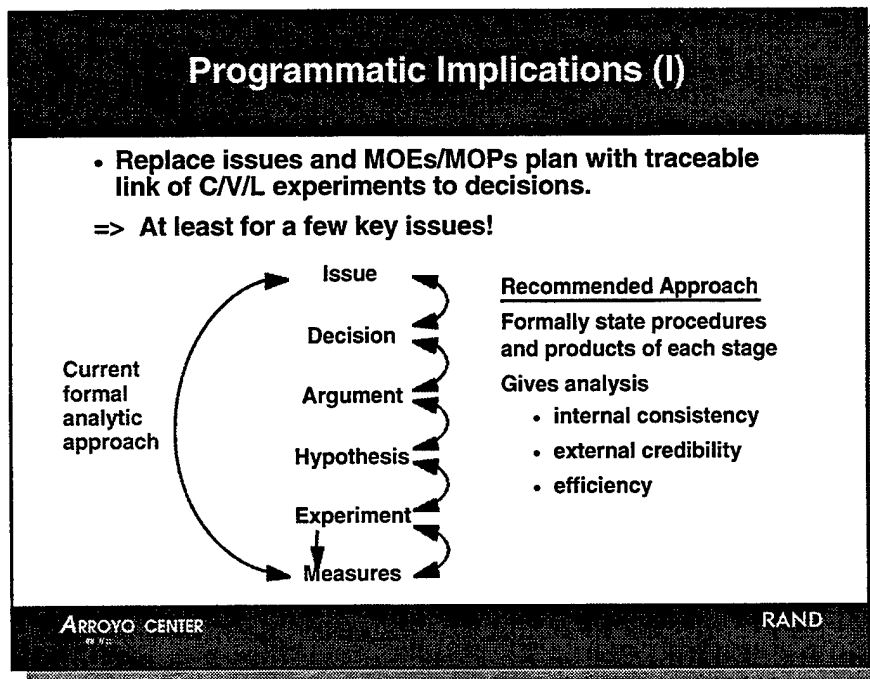 Programmatic Implications (I)
• Replace issues and MOEs/MOPs plan with traceable
link of C/V/L experiments to decisions.
=> At least for a few key issues!
Current
formal
analytic
approach
Issue
Decision
Argument
Hypothesis
Experiment
Measures
Recommended Approach
Formally state procedures
and products of each stage
Gives analysis
• internal consistency
• external credibility
• efficiency
ARROYO CENTER
RAND